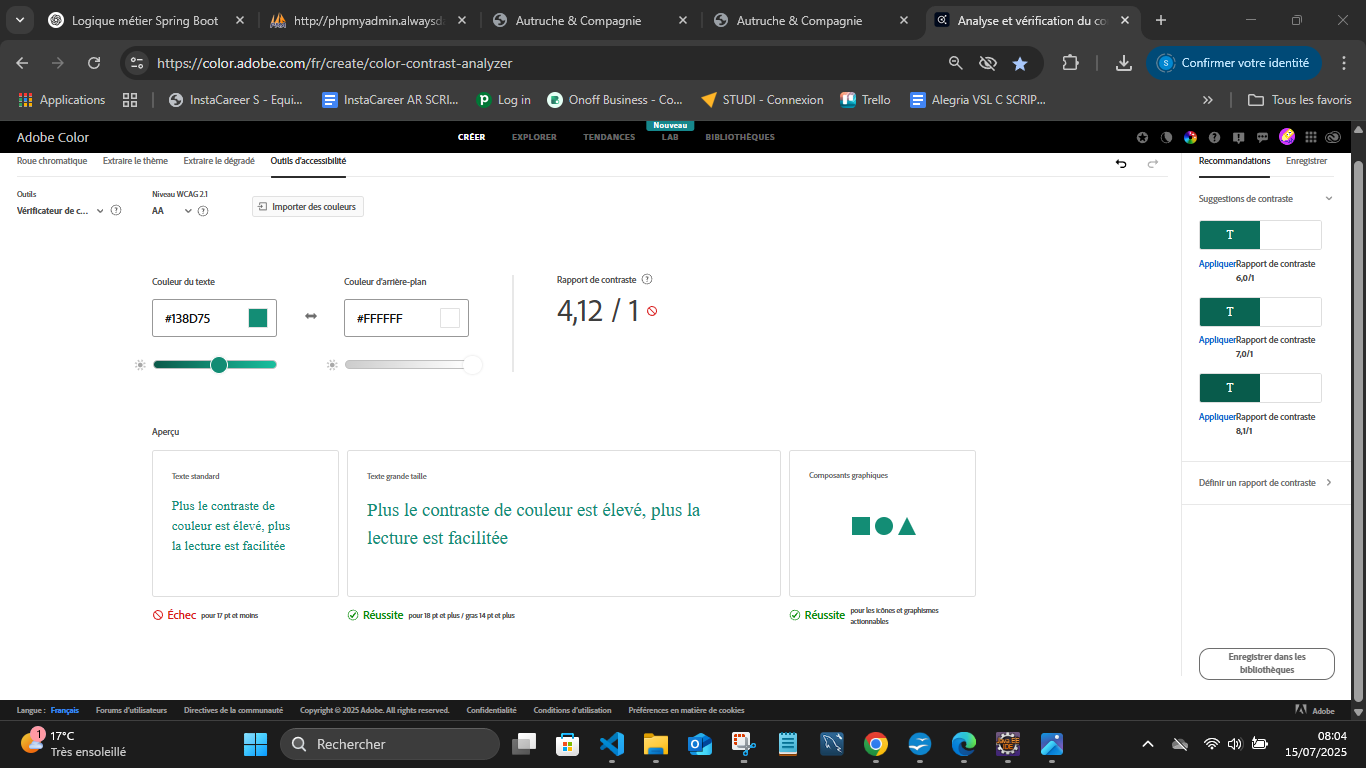 Logique métier Spring Boot
http://phpmyadmin.alwaysda
Autruche & Compagnie
Autruche & Compagnie
Analyse et vérification du co
https://color.adobe.com/fr/create/color-contrast-analyzer
S
Confirmer votre identité
Applications
InstaCareer S - Equi...
InstaCareer AR SCRI...
Log in
Onoff Business - Co...
STUDI - Connexion
Trello
Alegria VSL C SCRIP...
Tous les favoris
Adobe Color
CRÉER
EXPLORER
TENDANCES
Nouveau
LAB
BIBLIOTHÈQUES
Roue chromatique
Extraire le thème
Extraire le dégradé
Outils d'accessibilité
Recommandations
Enregistrer
Outils
Vérificateur de c...
Niveau WCAG 2.1
AA
Importer des couleurs
Suggestions de contraste
T
AppliquerRapport de contraste
6,0/1
T
AppliquerRapport de contraste
7,0/1
T
AppliquerRapport de contraste
8,1/1
Définir un rapport de contraste
Couleur du texte
#138D75
Couleur d'arrière-plan
#FFFFFF
Rapport de contraste
4,12 / 1
Aperçu
Texte standard
Plus le contraste de
couleur est élevé, plus
la lecture est facilitée
Texte grande taille
Plus le contraste de couleur est élevé, plus la
lecture est facilitée
Composants graphiques
Échec
pour 17 pt et moins
Réussite
pour 18 pt et plus / gras 14 pt et plus
Réussite
pour les icônes et graphismes
actionnables
Enregistrer dans les
bibliothèques
Langue :
Français
Forums d'utilisateurs
Directives de la communauté
Copyright © 2025 Adobe. All rights reserved.
Confidentialité
Conditions d'utilisation
Préférences en matière de cookies
Adobe
1
17°C
Très ensoleillé
Rechercher
08:04
15/07/2025